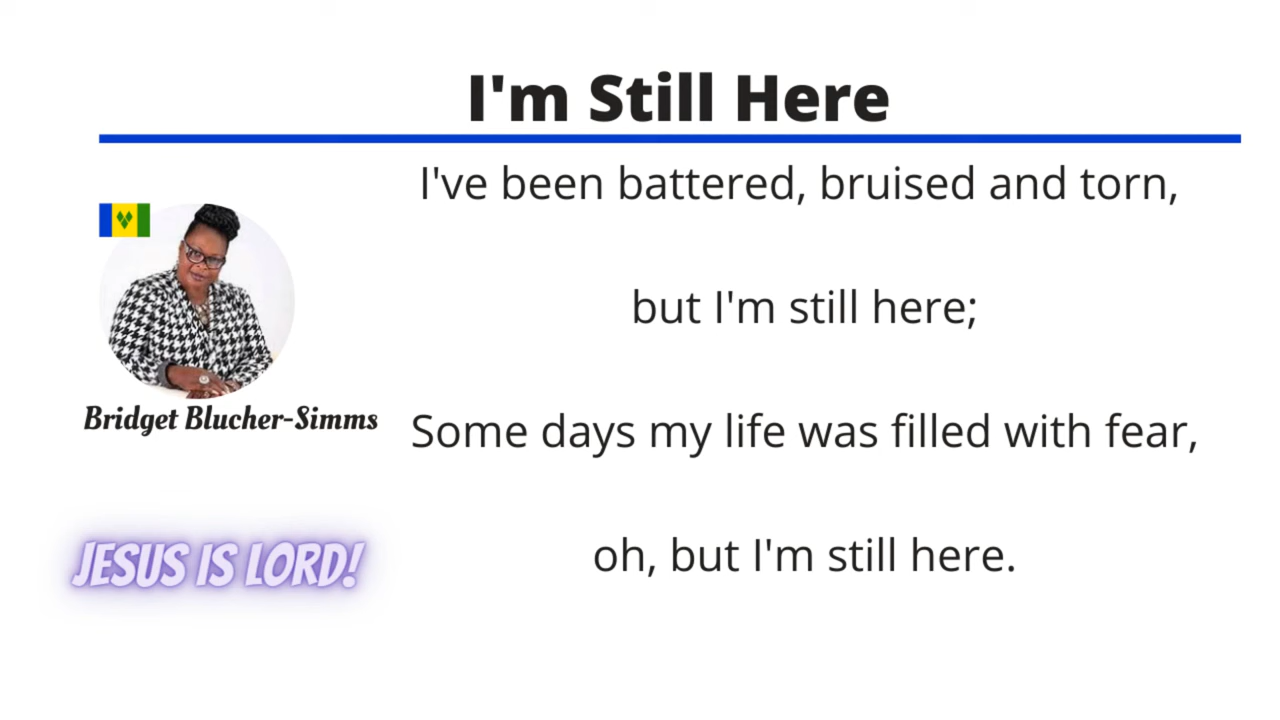 I'm Still Here
I've been battered, bruised and torn,
but I'm still here;
Some days my life was filled with fear,
oh, but I'm still here.
Bridget Blucher-Simms
JESUS IS LORD!